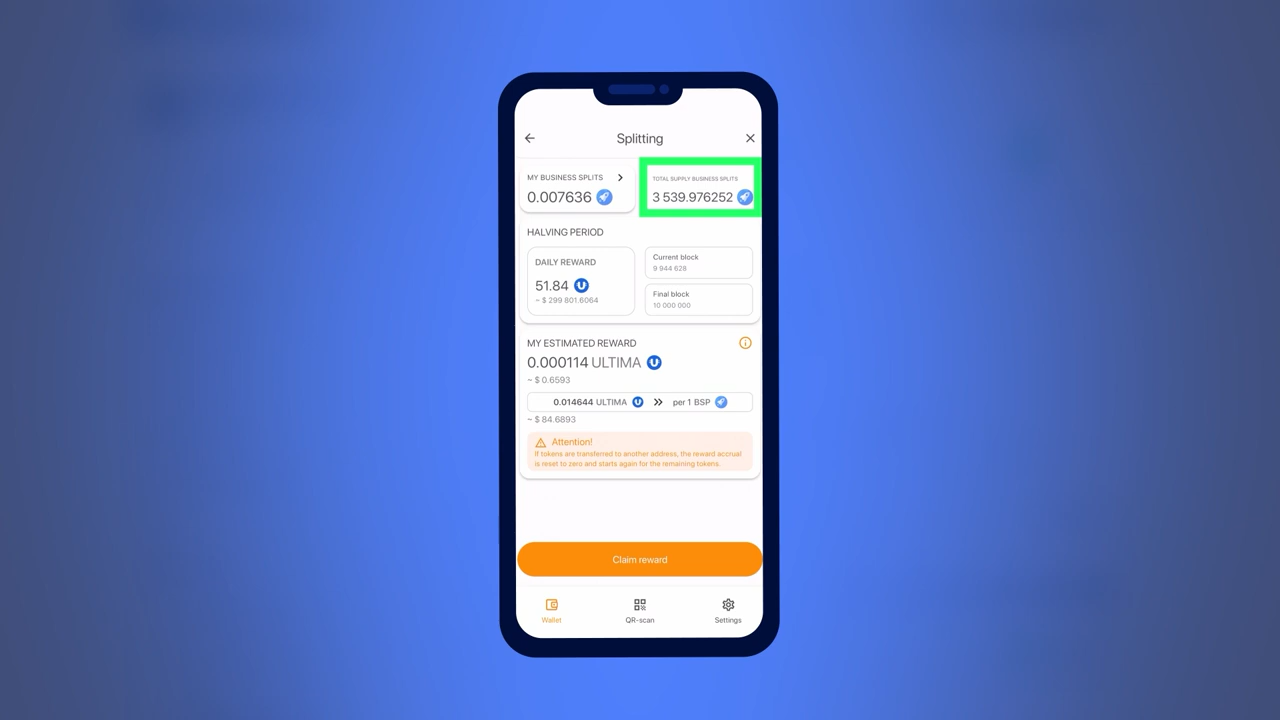 Splitting
MY BUSINESS SPLITS
0.007636
TOTAL SUPPLY BUSINESS SPLITS
3 539.976252
HALVING PERIOD
DAILY REWARD
51.84
~ $ 299 801.6064
Current block
9 944 628
Final block
10 000 000
MY ESTIMATED REWARD
0.000114 ULTIMA
~ $ 0.6593
0.014644 ULTIMA per 1 BSP
~ $ 84.6893
Attention!
If tokens are transferred to another address, the reward accrual
is reset to zero and starts again for the remaining tokens.
Claim reward
Wallet
QR-scan
Settings